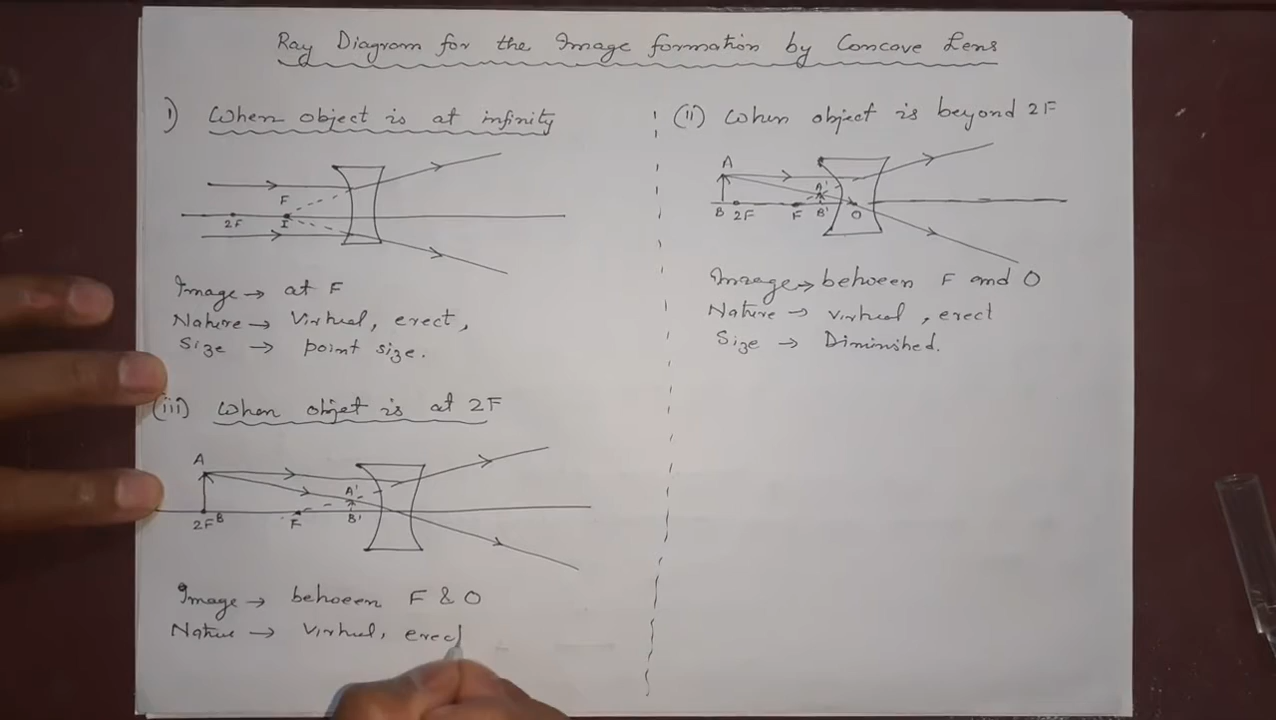 Ray Diagram for the Image formation by Concave Lens
i) When object is at infinity
F
2F
I
Image → at F
Nature → Virtual, erect,
Size → point size.
(ii) When object is beyond 2F
A
A'
B 2F F B' O
Image → between F and O
Nature → virtual, erect
Size → Diminished.
(iii) When objet is at 2F
A
A'
2F B F B'
Image → between F & O
Nature → Virtual, erect